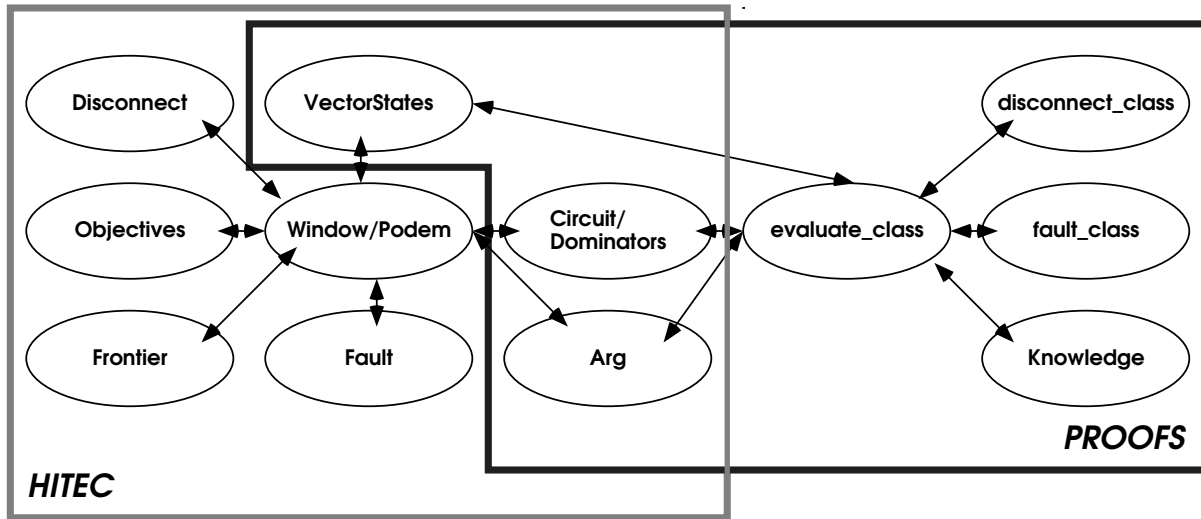 Disconnect
VectorStates
disconnect_class
Objectives
Window/Podem
Circuit/
Dominators
evaluate_class
fault_class
Frontier
Fault
Arg
Knowledge
PROOFS
HITEC